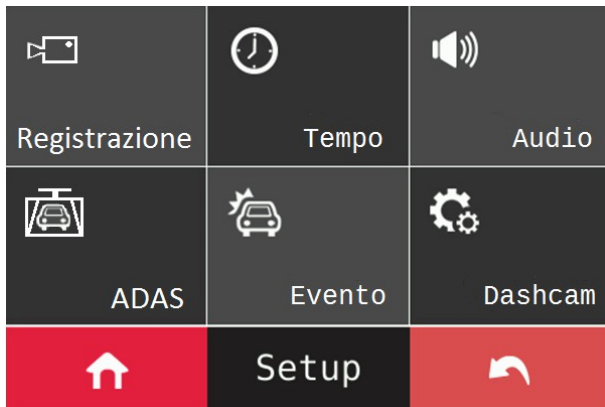 Registrazione
Tempo
Audio
ADAS
Evento
Dashcam
Setup